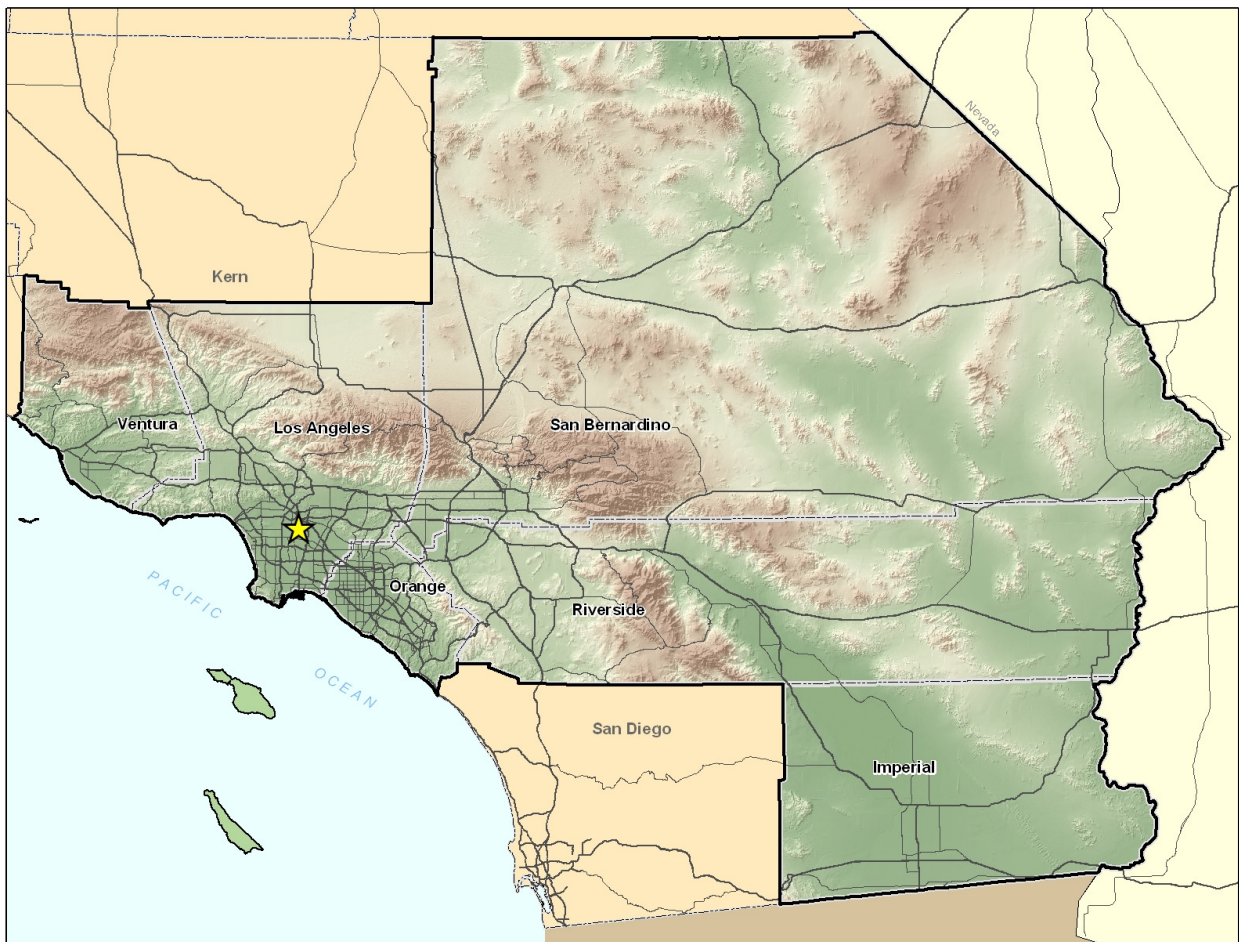 Nevada
Kern
Ventura
Los Angeles
San Bernardino
Orange
Riverside
PACIFIC
OCEAN
San Diego
Imperial